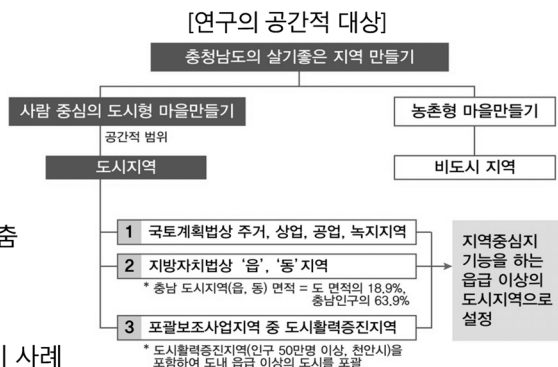 [연구의 공간적 대상]
충청남도의 살기좋은 지역 만들기
사람 중심의 도시형 마을만들기
농촌형 마을만들기
공간적 범위
도시지역
비도시 지역
춤
1 국토계획법상 주거, 상업, 공업, 녹지지역
2 지방자치법상 ‘읍’, ‘동’ 지역
* 충남 도시지역(읍, 동) 면적 = 도 면적의 18.9%,
충남인구의 63.9%
3 포괄보조사업지역 중 도시활력증진지역
* 도시활력증진지역(인구 50만명 이상, 천안시)을
포함하여 도내 읍급 이상의 도시를 포괄
지역중심지
기능을 하는
읍급 이상의
도시지역으로
설정
사례